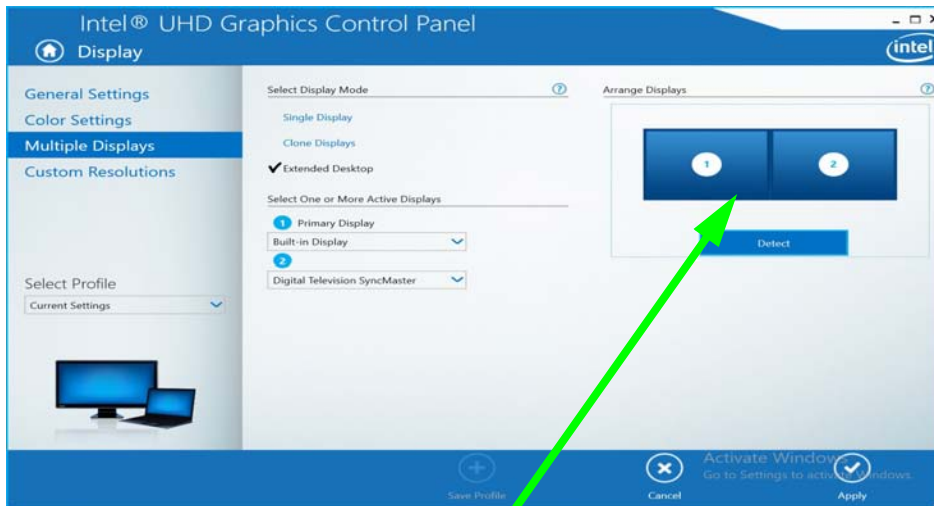 Intel® UHD Graphics Control Panel
Display
intel
General Settings
Color Settings
Multiple Displays
Custom Resolutions
Select Profile
Current Settings
Select Display Mode
?
Single Display
Clone Displays
Extended Desktop
Select One or More Active Displays
1 Primary Display
Built-in Display
2
Digital Television SyncMaster
Arrange Displays
?
1
2
Detect
Save Profile
Cancel
Apply
Activate Windows
Go to Settings to activate Windows.